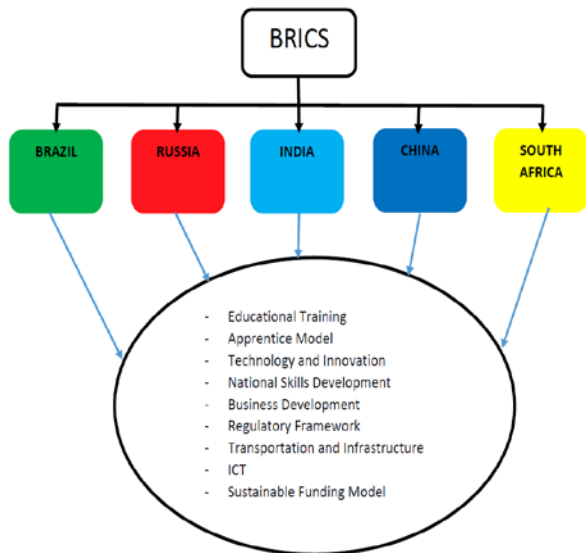 BRICS
BRAZIL
RUSSIA
INDIA
CHINA
SOUTH
AFRICA
- Educational Training
- Apprentice Model
- Technology and Innovation
- National Skills Development
- Business Development
- Regulatory Framework
- Transportation and Infrastructure
- ICT
- Sustainable Funding Model